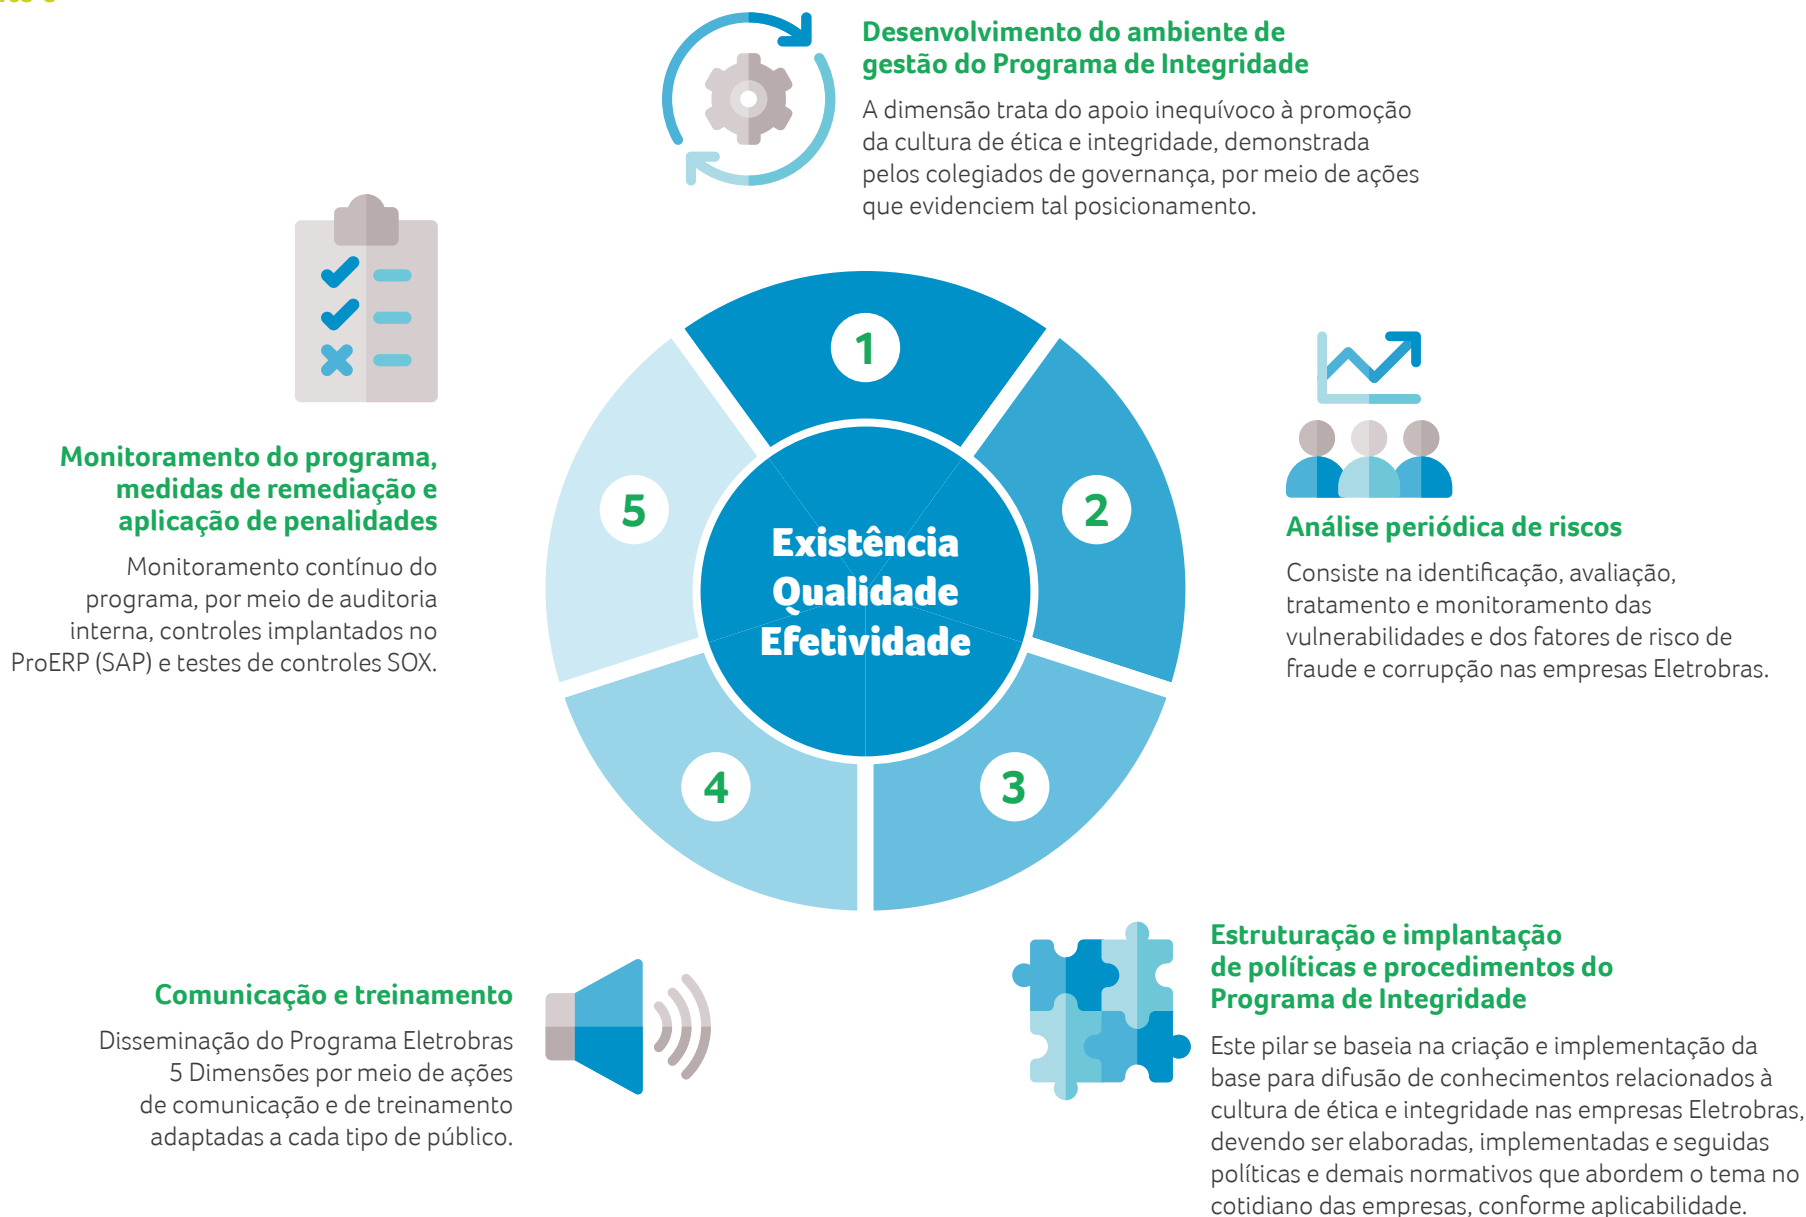 Desenvolvimento do ambiente de
gestão do Programa de Integridade
A dimensão trata do apoio inequívoco à promoção
da cultura de ética e integridade, demonstrada
pelos colegiados de governança, por meio de ações
que evidenciem tal posicionamento.
1
2
3
4
5
Existência
Qualidade
Efetividade
Análise periódica de riscos
Consiste na identificação, avaliação,
tratamento e monitoramento das
vulnerabilidades e dos fatores de risco de
fraude e corrupção nas empresas Eletrobras.
Estruturação e implantação
de políticas e procedimentos do
Programa de Integridade
Este pilar se baseia na criação e implementação da
base para difusão de conhecimentos relacionados à
cultura de ética e integridade nas empresas Eletrobras,
devendo ser elaboradas, implementadas e seguidas
políticas e demais normativos que abordem o tema no
cotidiano das empresas, conforme aplicabilidade.
Comunicação e treinamento
Disseminação do Programa Eletrobras
5 Dimensões por meio de ações
de comunicação e de treinamento
adaptadas a cada tipo de público.
Monitoramento do programa,
medidas de remediação e
aplicação de penalidades
Monitoramento contínuo do
programa, por meio de auditoria
interna, controles implantados no
ProERP (SAP) e testes de controles SOX.